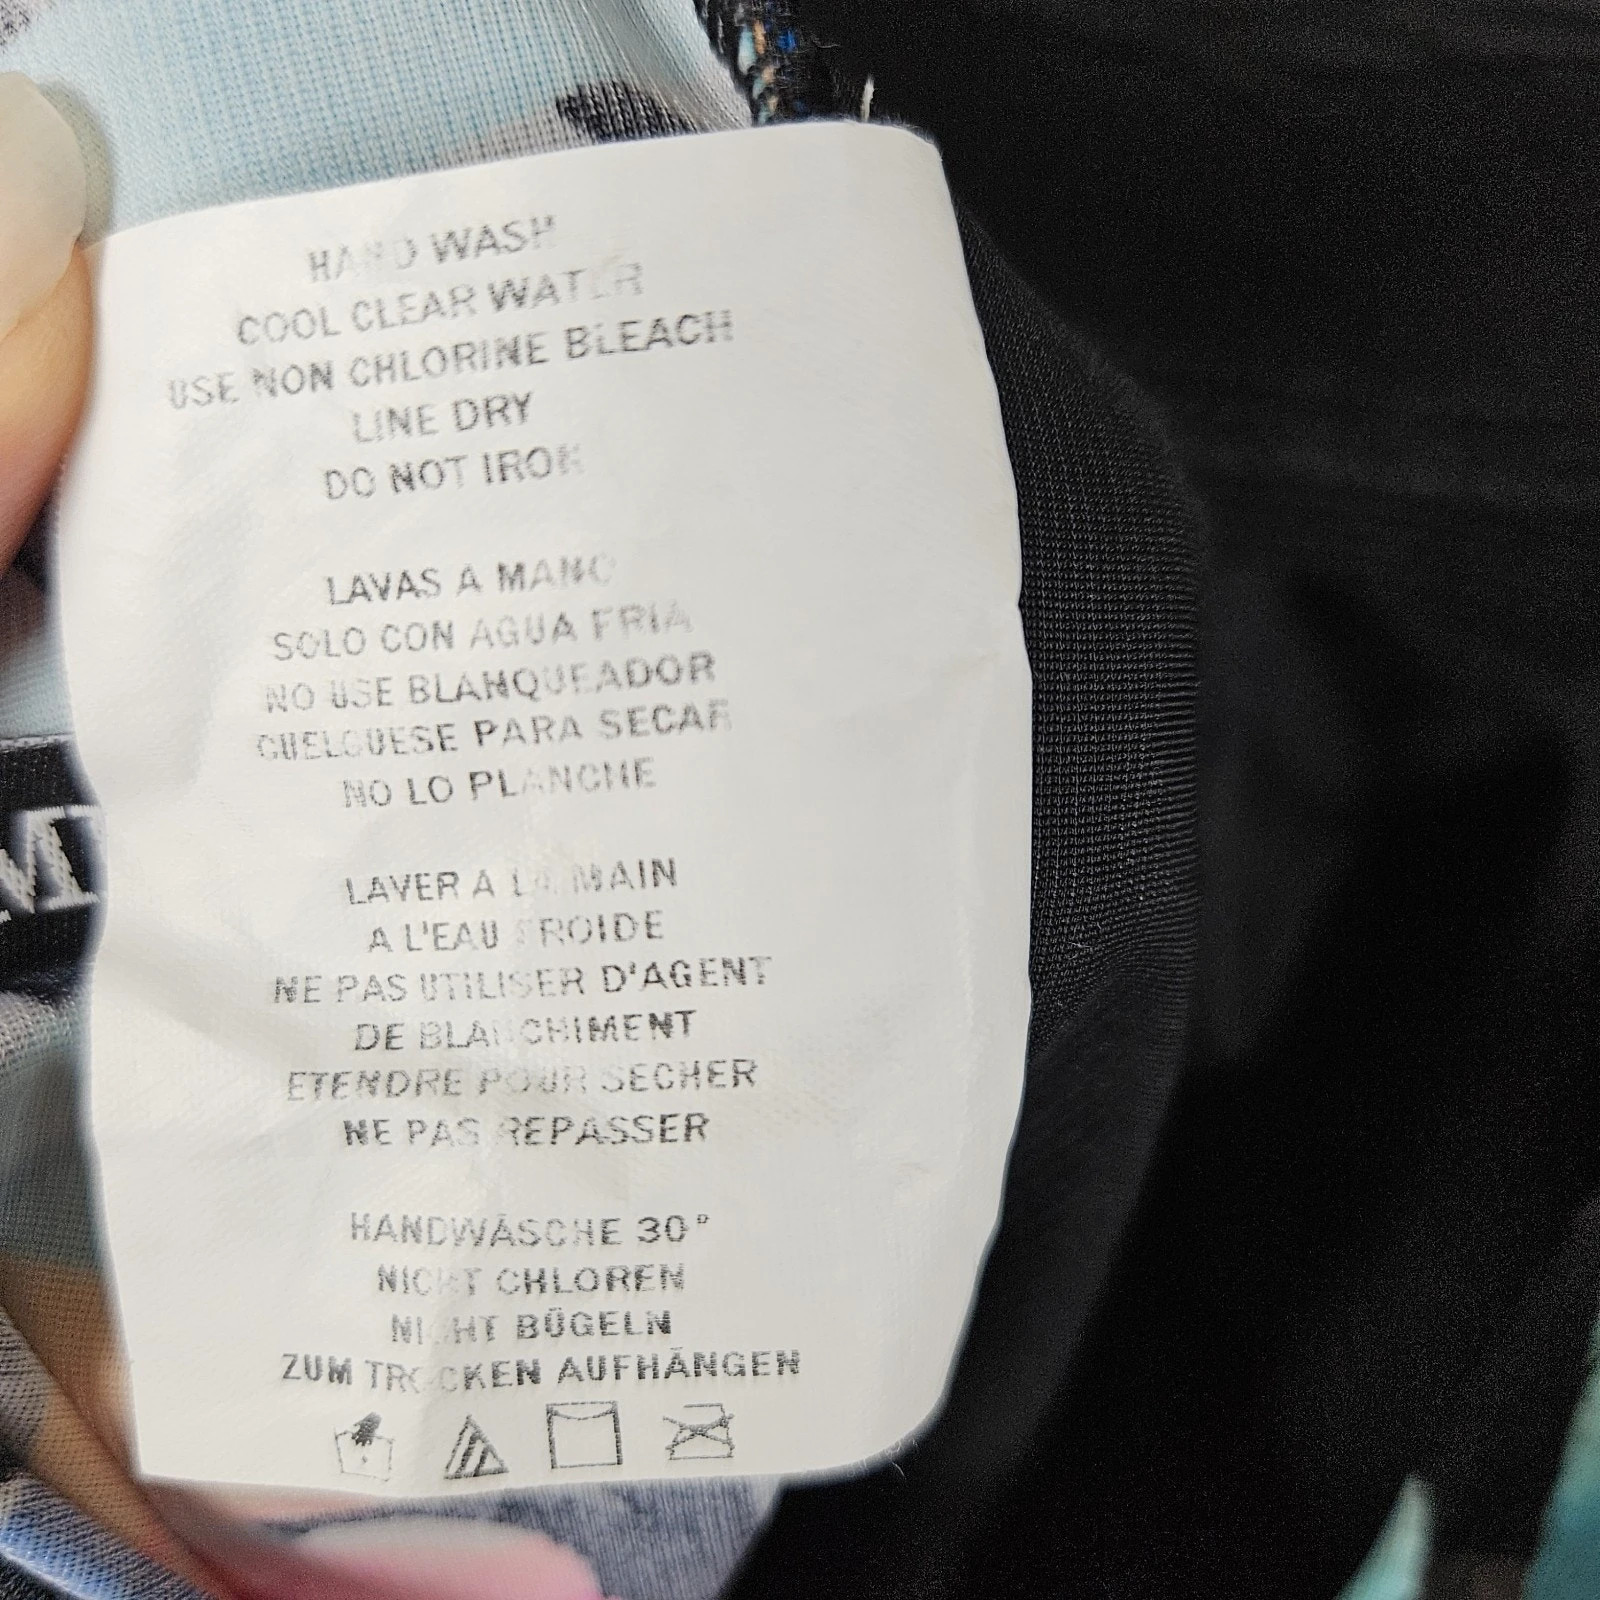 HAND WASH
COOL CLEAR WATER
USE NON CHLORINE BLEACH
LINE DRY
DO NOT IRON
LAVAS A MANO
SOLO CON AGUA FRIA
NO USE BLANQUEADOR
CUELGUESE PARA SECAR
NO LO PLANCHE
LAVER A LA MAIN
A L'EAU FROIDE
NE PAS UTILISER D'AGENT
DE BLANCHIMENT
ETENDRE POUR SECHER
NE PAS REPASSER
HANDWÄSCHE 30°
NICHT CHLOREN
NICHT BÜGELN
ZUM TROCKEN AUFHÄNGEN